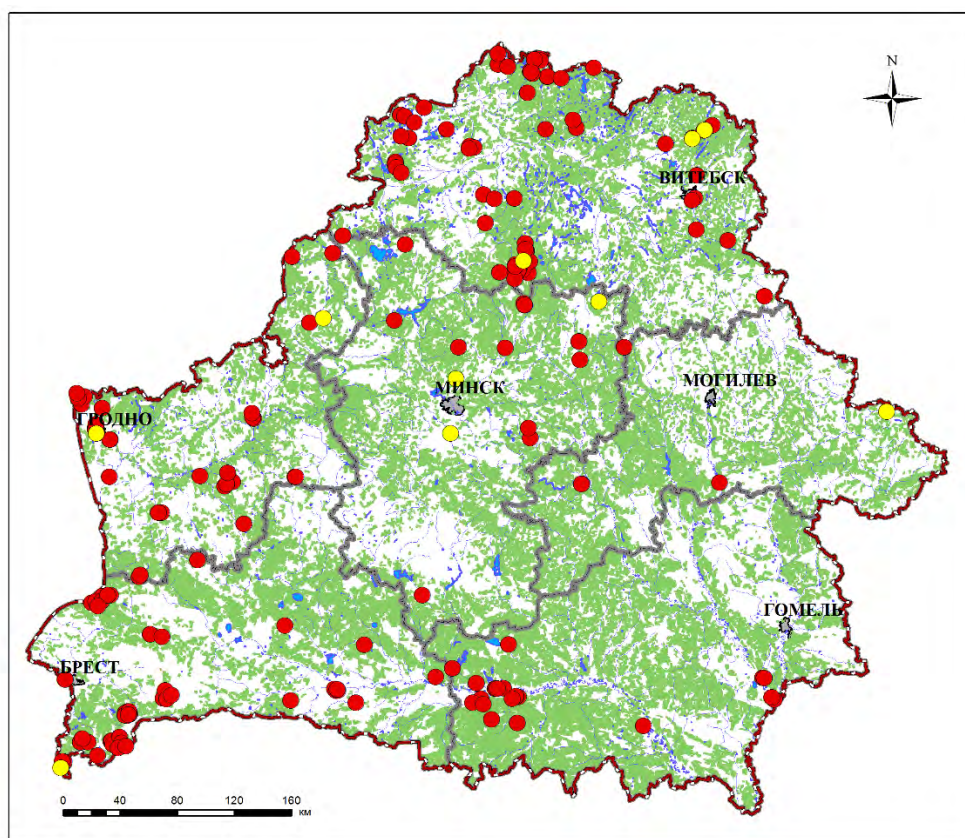 N
ВИТЕБСК
МОГИЛЕВ
МИНСК
ГРОДНО
ГОМЕЛЬ
БРЕСТ
0 40 80 120 160
км